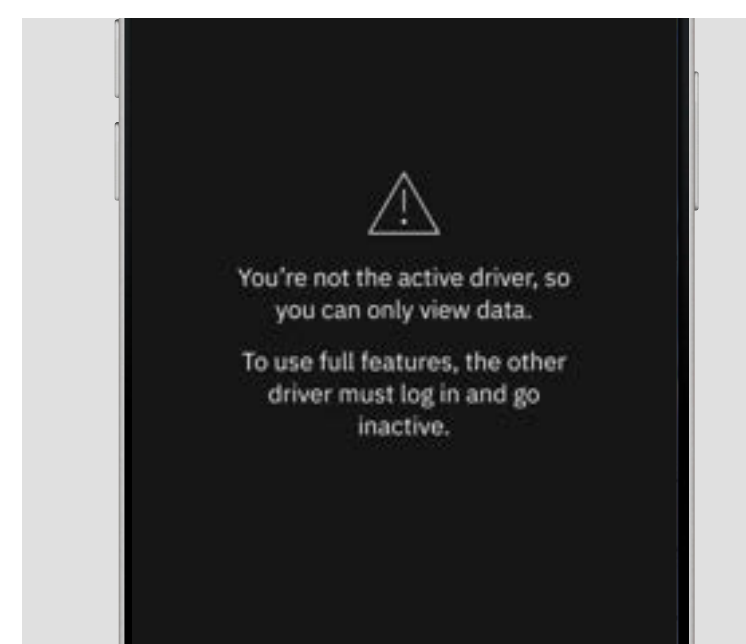 You're not the active driver, so
you can only view data.
To use full features, the other
driver must log in and go
inactive.